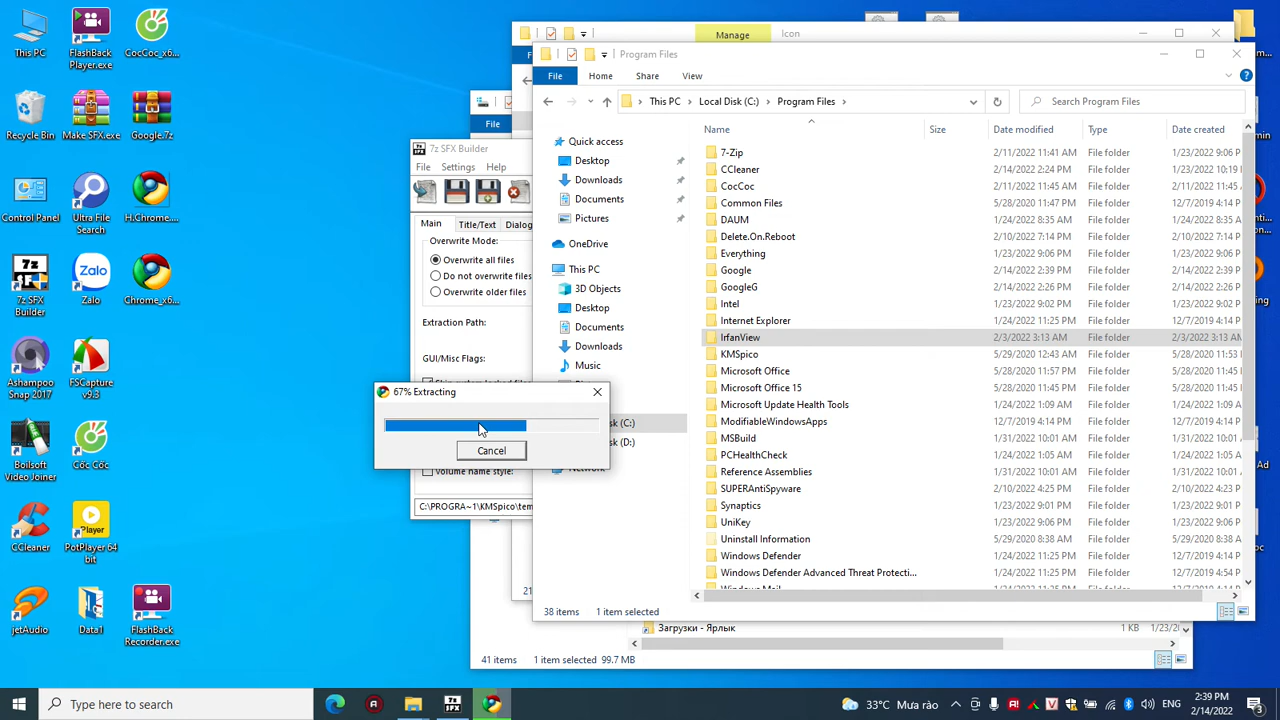 This PC
FlashBack
Player.exe
CocCoc_x6...
Recycle Bin
Make SFX.exe
Google.7z
Control Panel
Ultra File
Search
H.Chrome....
7z SFX
Builder
Zalo
Chrome_x6...
Ashampoo
Snap 2017
FSCapture
v9.3
Boilsoft
Video Joiner
Cốc Cốc
CCleaner
PotPlayer 64
bit
jetAudio
Data1
FlashBack
Recorder.exe
Manage
Icon
File
7z SFX Builder
File Settings Help
Main Title/Text Dialog
Overwrite Mode:
Overwrite all files
Do not overwrite files
Overwrite older files
Extraction Path:
GUI/Misc Flags:
Volume name style:
C:\PROGRA~1\KMSpico\tem
67% Extracting
Cancel
Program Files
File Home Share View
This PC Local Disk (C:) Program Files
Search Program Files
Quick access
Desktop
Downloads
Documents
Pictures
OneDrive
This PC
3D Objects
Desktop
Documents
Downloads
Music
sk (C:)
sk (D:)
Network
Name Size Date modified Type Date created
7-Zip 2/11/2022 11:41 AM File folder 1/23/2022 9:06 P
CCleaner 2/14/2022 2:24 PM File folder 1/23/2022 10:19
CocCoc 2/11/2022 11:45 AM File folder 2/11/2022 11:45 A
Common Files 5/28/2020 11:47 PM File folder 12/7/2019 4:14 P
DAUM 1/24/2022 8:35 AM File folder 1/24/2022 8:35 A
Delete.On.Reboot 2/10/2022 7:14 PM File folder 2/10/2022 7:14 P
Everything 1/23/2022 9:06 PM File folder 1/23/2022 9:06 P
Google 2/14/2022 2:39 PM File folder 2/14/2022 2:39 P
GoogleG 2/14/2022 2:26 PM File folder 2/14/2022 2:26 P
Intel 1/23/2022 9:02 PM File folder 1/23/2022 9:02 P
Internet Explorer 1/24/2022 11:25 PM File folder 12/7/2019 4:14 P
IrfanView 2/3/2022 3:13 AM File folder 2/3/2022 3:13 AM
KMSpico 5/29/2020 12:43 AM File folder 5/28/2020 11:53
Microsoft Office 5/28/2020 11:57 PM File folder 5/28/2020 11:46
Microsoft Office 15 5/28/2020 11:46 PM File folder 5/28/2020 11:46
Microsoft Update Health Tools 2/10/2022 2:47 PM File folder 1/24/2022 8:29 A
ModifiableWindowsApps 12/7/2019 4:14 PM File folder 12/7/2019 4:14 P
MSBuild 1/31/2022 10:01 AM File folder 1/31/2022 10:01
PCHealthCheck 2/12/2022 1:05 AM File folder 2/12/2022 1:05 A
Reference Assemblies 1/31/2022 10:01 AM File folder 1/31/2022 10:01
SUPERAntiSpyware 2/10/2022 4:25 PM File folder 2/10/2022 4:23 P
Synaptics 1/23/2022 9:01 PM File folder 1/23/2022 9:01 P
UniKey 1/23/2022 9:06 PM File folder 1/23/2022 9:06 P
Uninstall Information 5/29/2020 8:38 AM File folder 5/29/2020 8:38 A
Windows Defender 1/24/2022 11:25 PM File folder 12/7/2019 4:14 P
Windows Defender Advanced Threat Protecti... 2/10/2022 2:30 PM File folder 12/7/2019 4:54 P
38 items 1 item selected
Загрузки - Ярлык 1 KB 1/23/20
41 items 1 item selected 99.7 MB
Type here to search
33°C Mưa rào
2:39 PM
2/14/2022